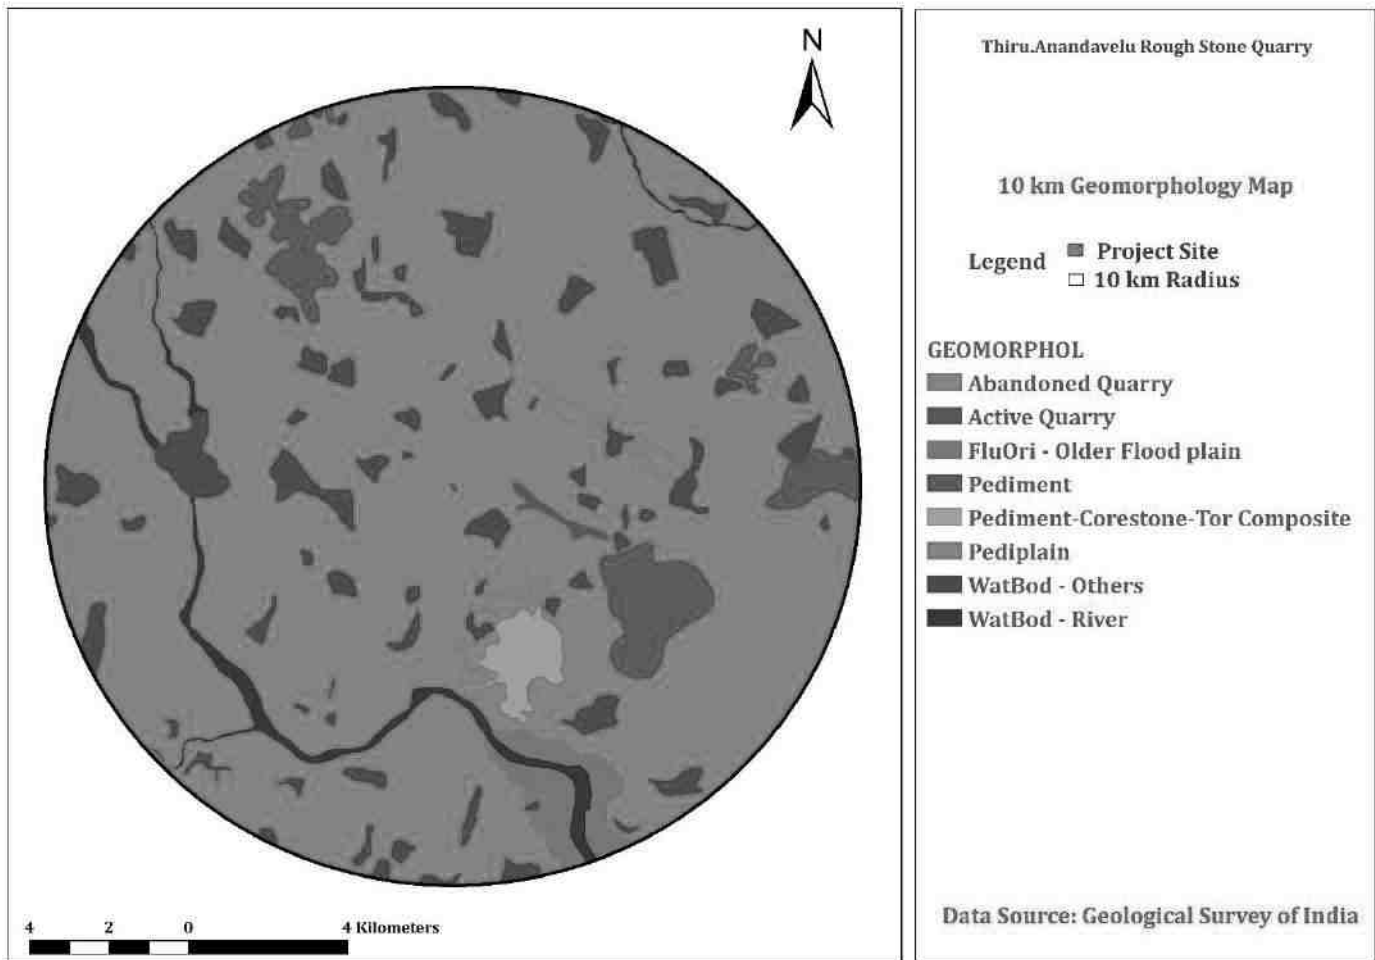 N
Thiru.Anandavelu Rough Stone Quarry
10 km Geomorphology Map
Legend
Project Site
10 km Radius
GEOMORPHOL
Abandoned Quarry
Active Quarry
FluOri - Older Flood plain
Pediment
Pediment-Corestone-Tor Composite
Pediplain
WatBod - Others
WatBod - River
4 2 0 4 Kilometers
Data Source: Geological Survey of India